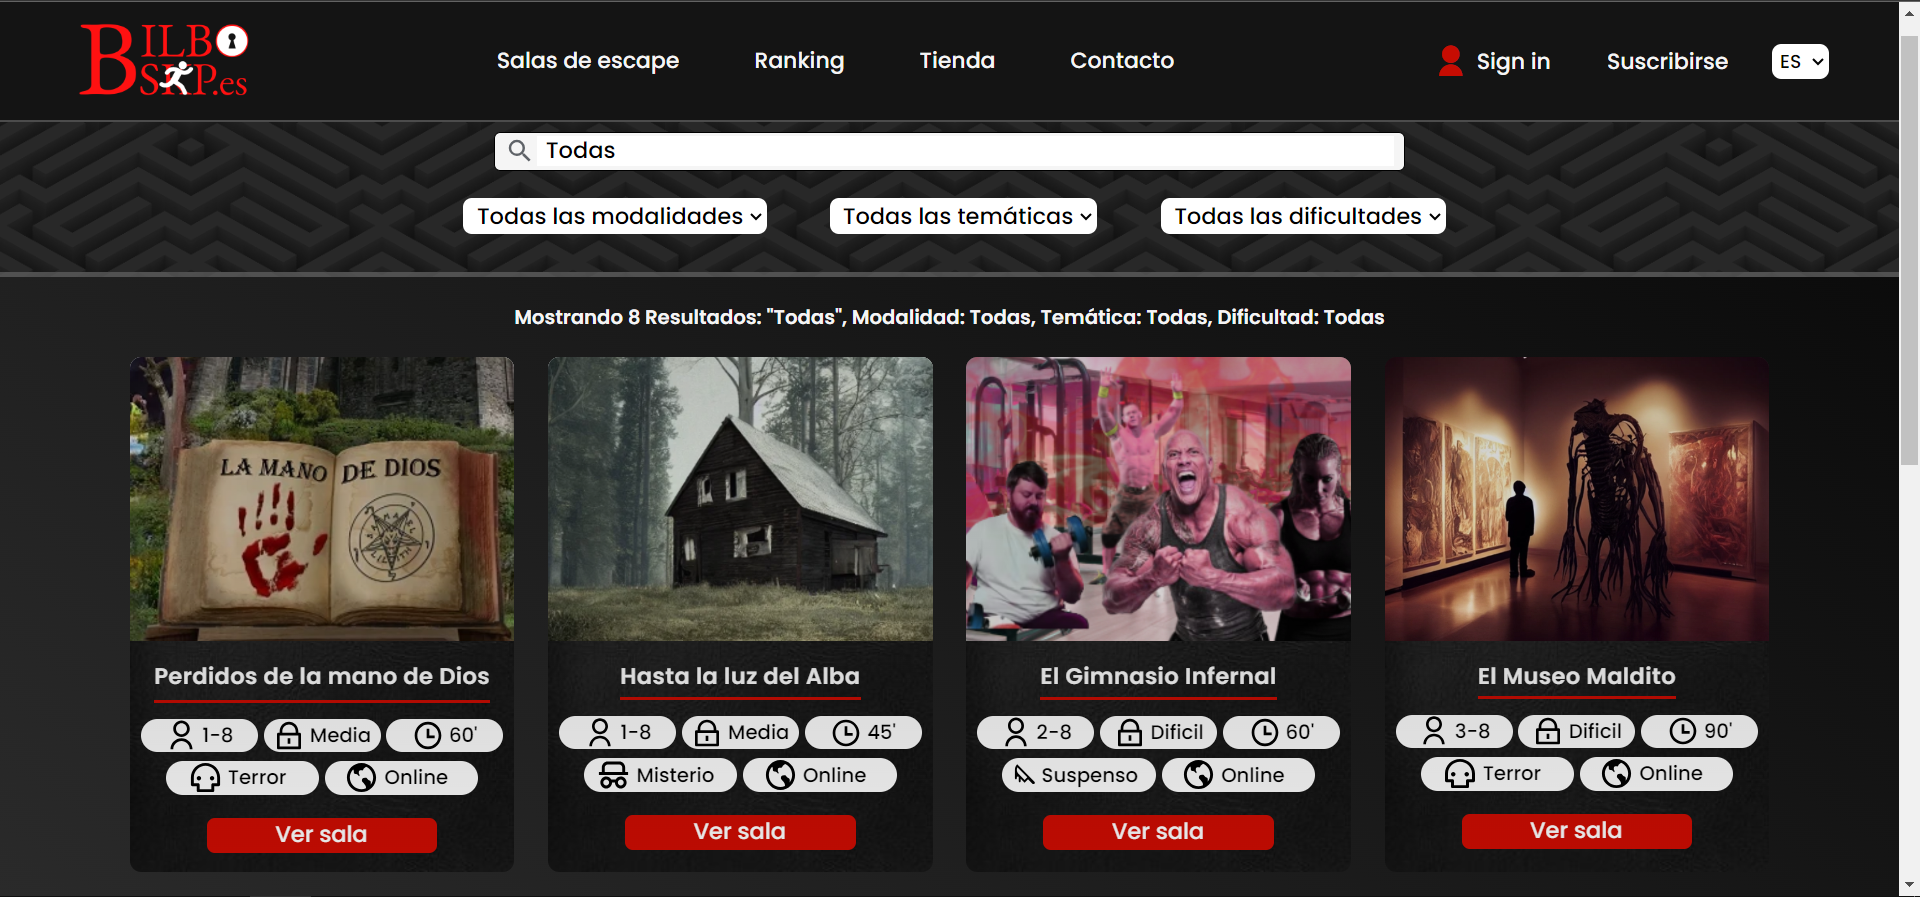 BILBO
SKP.es
Salas de escape Ranking Tienda Contacto Sign in Suscribirse ES
Todas
Todas las modalidades Todas las temáticas Todas las dificultades
Mostrando 8 Resultados: "Todas", Modalidad: Todas, Temática: Todas, Dificultad: Todas
LA MANO DE DIOS
Perdidos de la mano de Dios
1-8 Media 60'
Terror Online
Ver sala
Hasta la luz del Alba
1-8 Media 45'
Misterio Online
Ver sala
El Gimnasio Infernal
2-8 Dificil 60'
Suspenso Online
Ver sala
El Museo Maldito
3-8 Dificil 90'
Terror Online
Ver sala